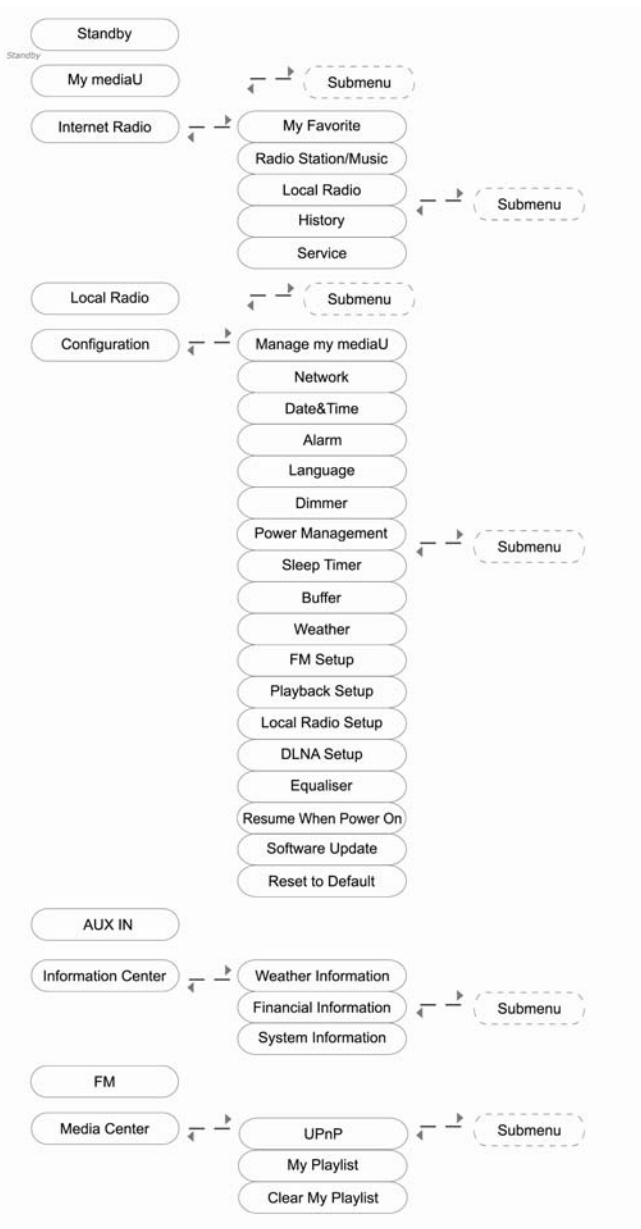 Standby
Standby
My mediaU
Submenu
Internet Radio
My Favorite
Radio Station/Music
Local Radio
Submenu
History
Service
Local Radio
Submenu
Configuration
Manage my mediaU
Network
Date&Time
Alarm
Language
Dimmer
Power Management
Submenu
Sleep Timer
Buffer
Weather
FM Setup
Playback Setup
Local Radio Setup
DLNA Setup
Equaliser
Resume When Power On
Software Update
Reset to Default
AUX IN
Information Center
Weather Information
Financial Information
Submenu
System Information
FM
Media Center
UPnP
Submenu
My Playlist
Clear My Playlist